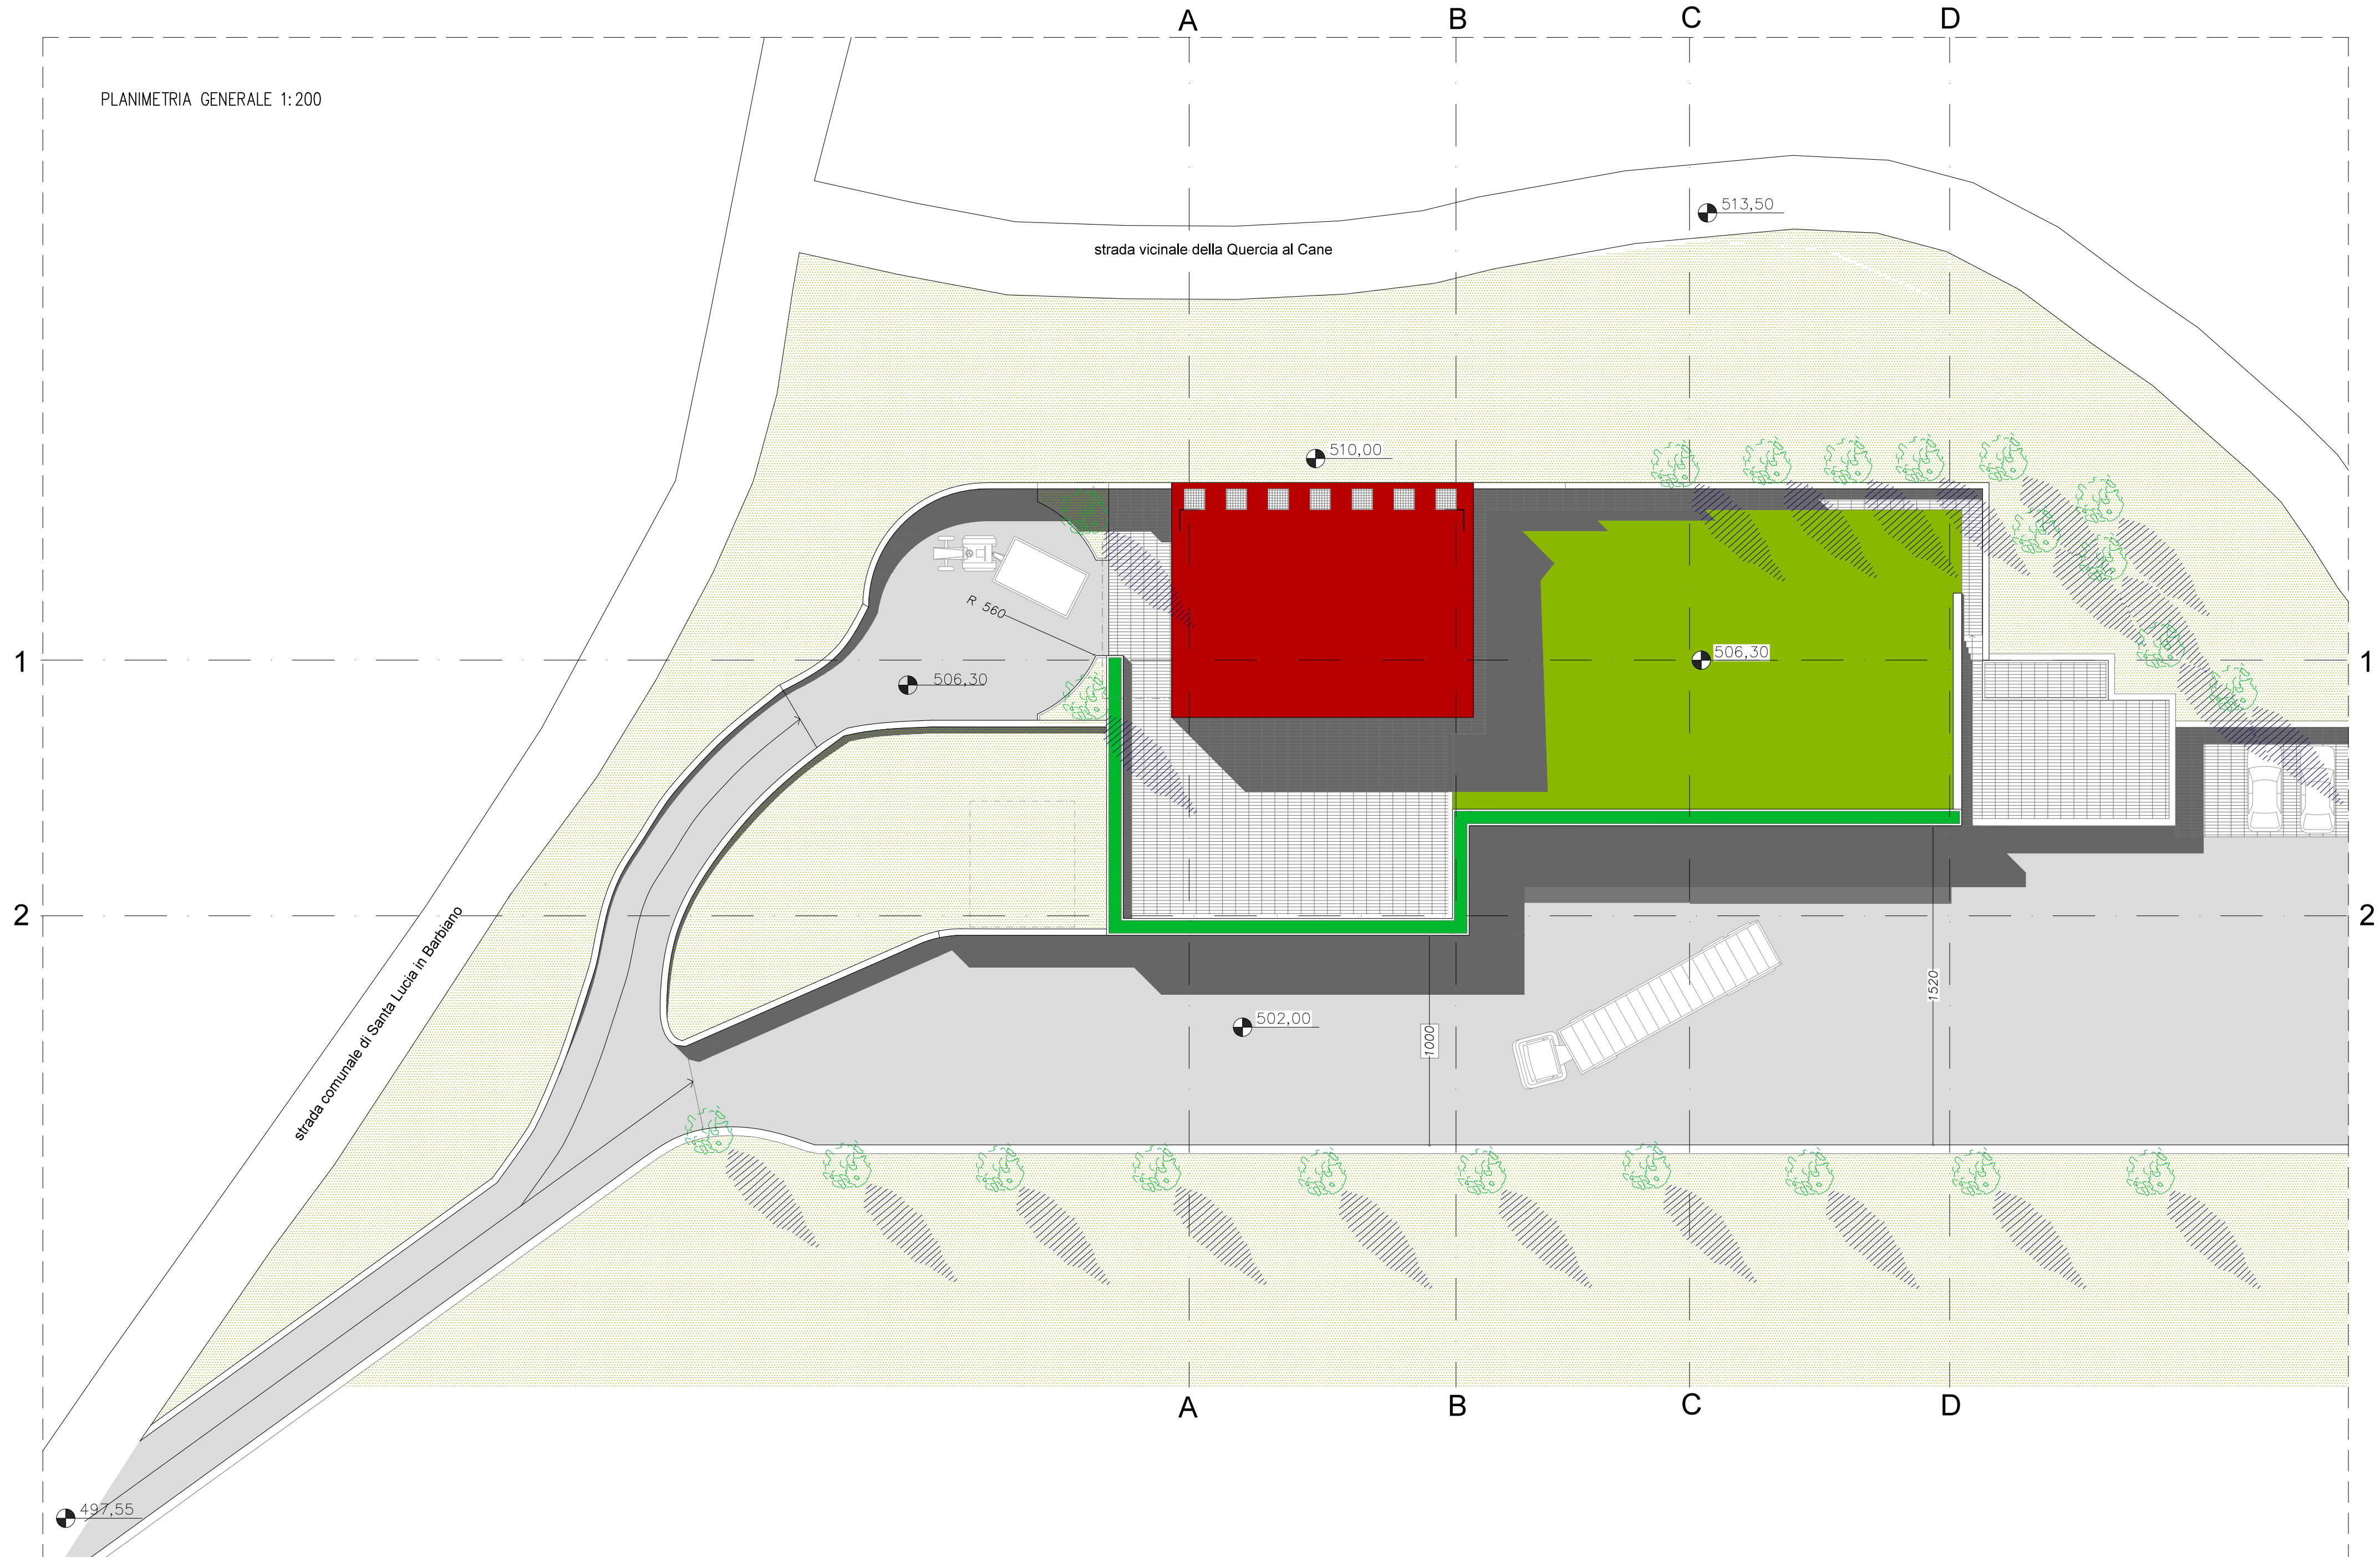 A B C D
PLANIMETRIA GENERALE 1:200
513,50
strada vicinale della Quercia al Cane
510,00
R 560
1 506,30 506,30 1
2 2
strada comunale di Santa Lucia in Barbiano
1520
502,00
1000
A B C D
497,55